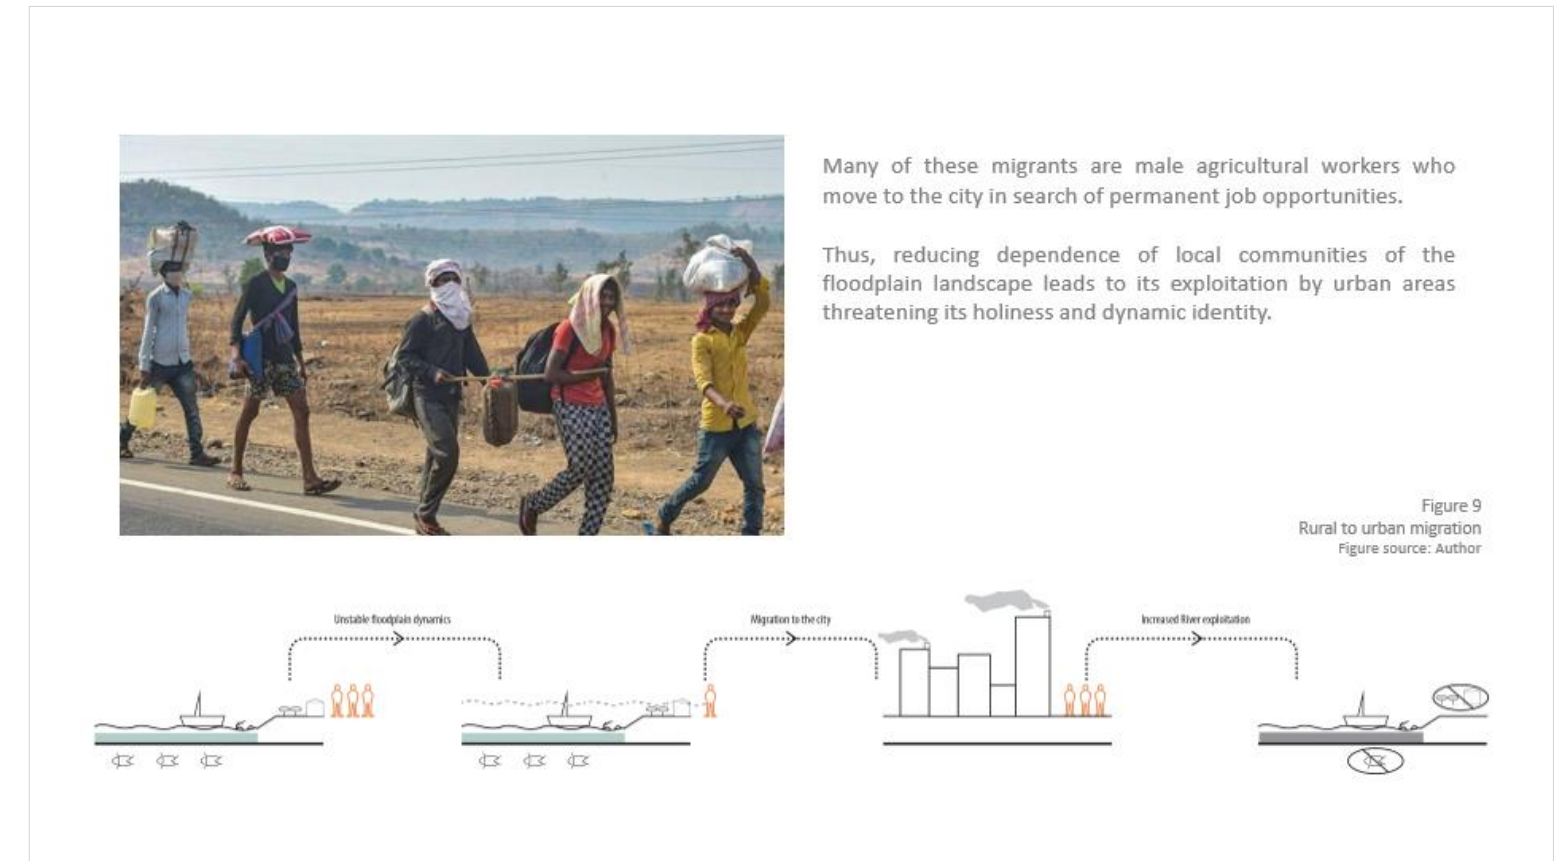 Many of these migrants are male agricultural workers who
move to the city in search of permanent job opportunities.
Thus, reducing dependence of local communities of the
floodplain landscape leads to its exploitation by urban areas
threatening its holiness and dynamic identity.
Figure 9
Rural to urban migration
Figure source: Author
Unstable floodplain dynamics
Migration to the city
Increased River exploitation